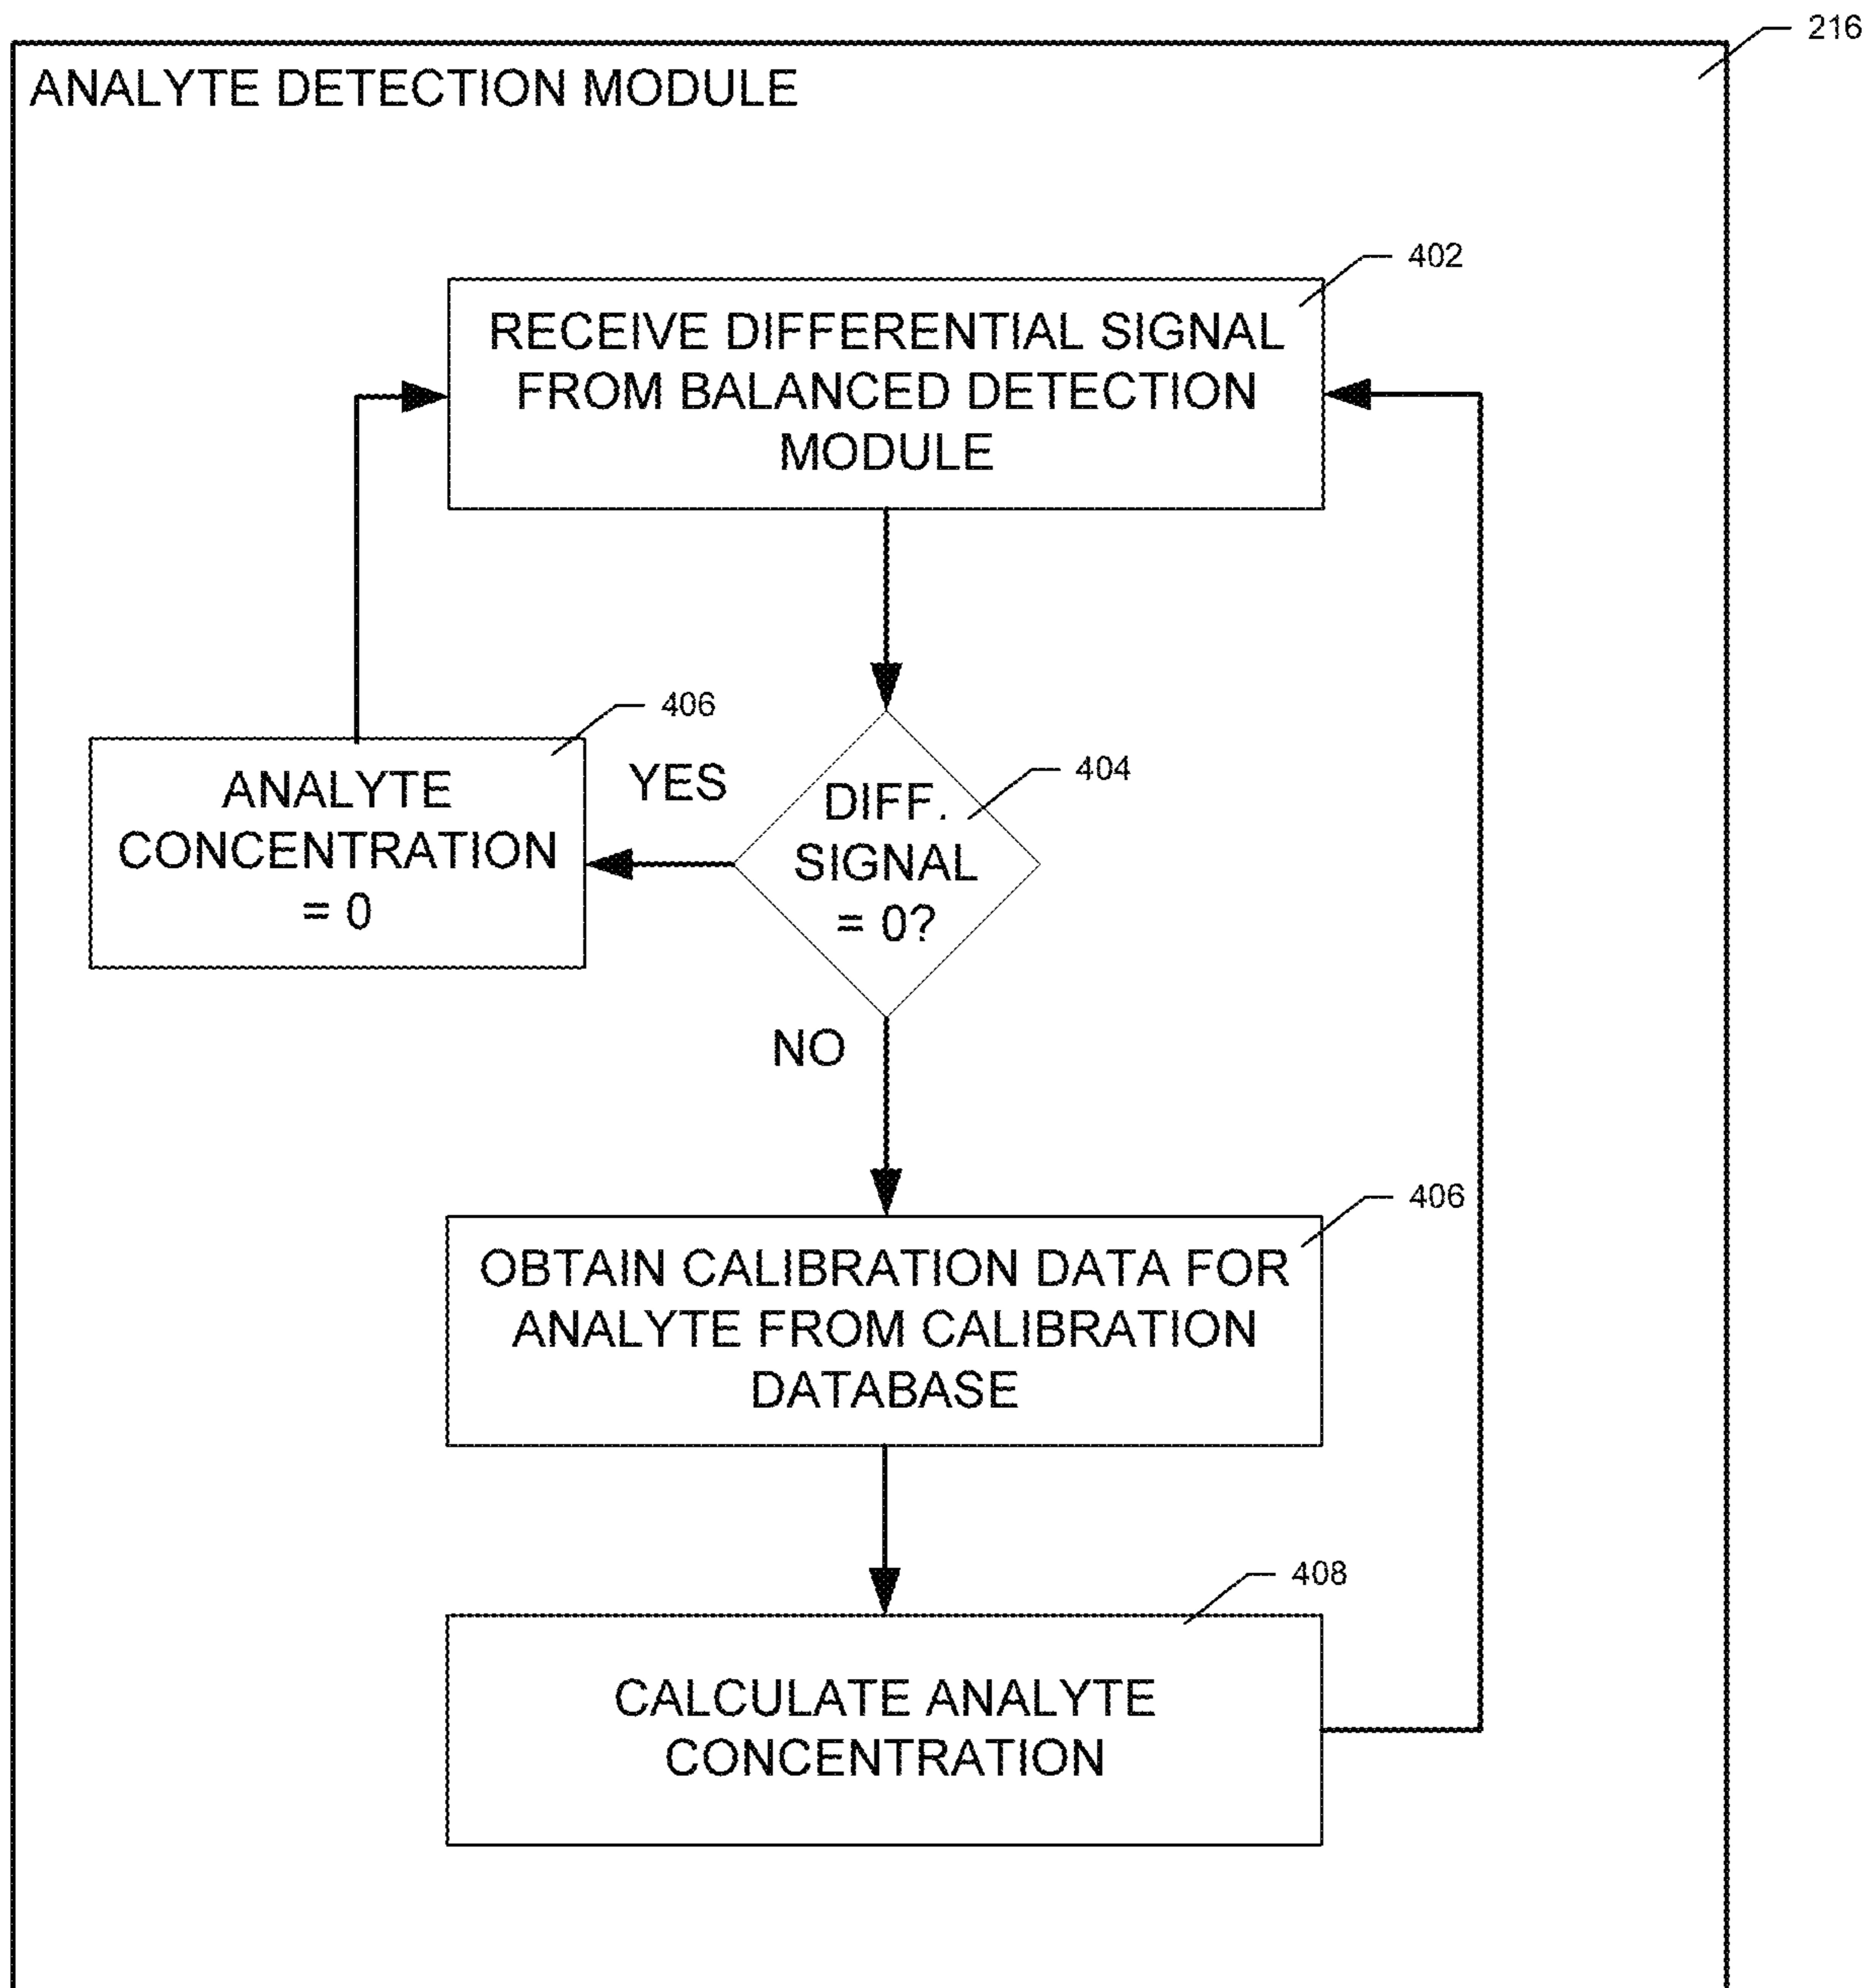 216
ANALYTE DETECTION MODULE
402
RECEIVE DIFFERENTIAL SIGNAL
FROM BALANCED DETECTION
MODULE
406
ANALYTE
CONCENTRATION
= 0
YES
404
DIFF.
SIGNAL
= 0?
NO
406
OBTAIN CALIBRATION DATA FOR
ANALYTE FROM CALIBRATION
DATABASE
408
CALCULATE ANALYTE
CONCENTRATION